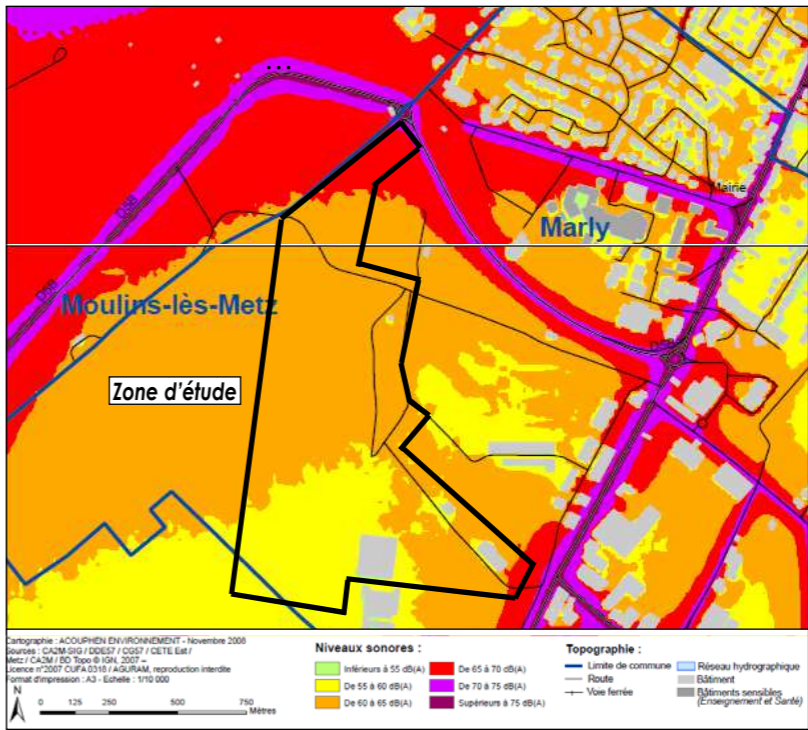 Mairie
Marly
D5B
D5B
Moulins-lès-Metz
Zone d'étude
Cartographie : ACOUPHEN ENVIRONNEMENT - Novembre 2008
Sources : CA2M-SIG / DDE57 / CG57 / CETE Est /
Metz / CA2M / BD Topo © IGN, 2007 –
Licence n°2007 CUFA 0318 / AGURAM, reproduction interdite
Format d'impression : A3 - Echelle : 1/10 000
N
0 125 250 500 750
Mètres
Niveaux sonores :
Inférieurs à 55 dB(A)
De 55 à 60 dB(A)
De 60 à 65 dB(A)
De 65 à 70 dB(A)
De 70 à 75 dB(A)
Supérieurs à 75 dB(A)
Topographie :
Limite de commune
Route
Voie ferrée
Réseau hydrographique
Bâtiment
Bâtiments sensibles
(Enseignement et Santé)